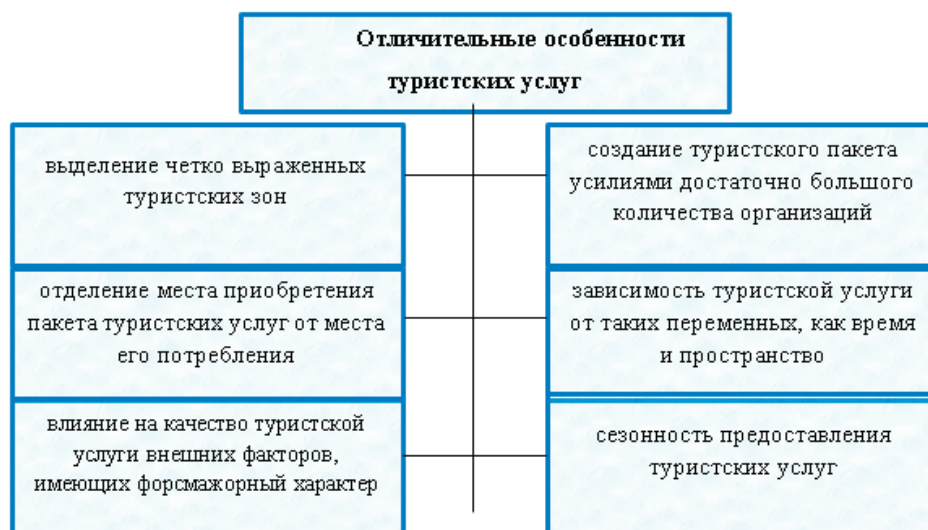 Отличительные особенности
туристских услуг
выделение четко выраженных
туристских зон
создание туристского пакета
усилиями достаточно большого
количества организаций
отделение места приобретения
пакета туристских услуг от места
его потребления
зависимость туристской услуги
от таких переменных, как время
и пространство
влияние на качество туристской
услуги внешних факторов,
имеющих форсмажорный характер
сезонность предоставления
туристских услуг